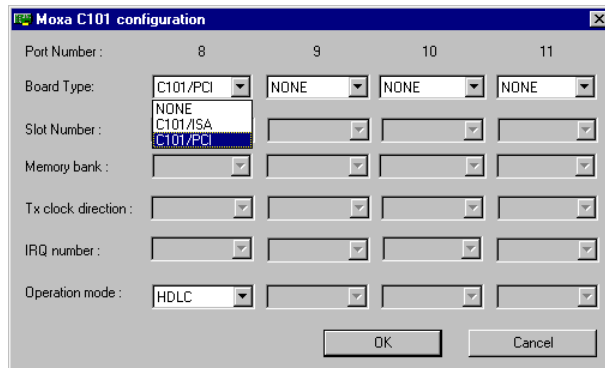 Moxa C101 configuration
Port Number : 8 9 10 11
Board Type: C101/PCI NONE NONE NONE
NONE
C101/ISA
C101/PCI
Slot Number :
Memory bank :
Tx clock direction :
IRQ number :
Operation mode : HDLC
OK Cancel